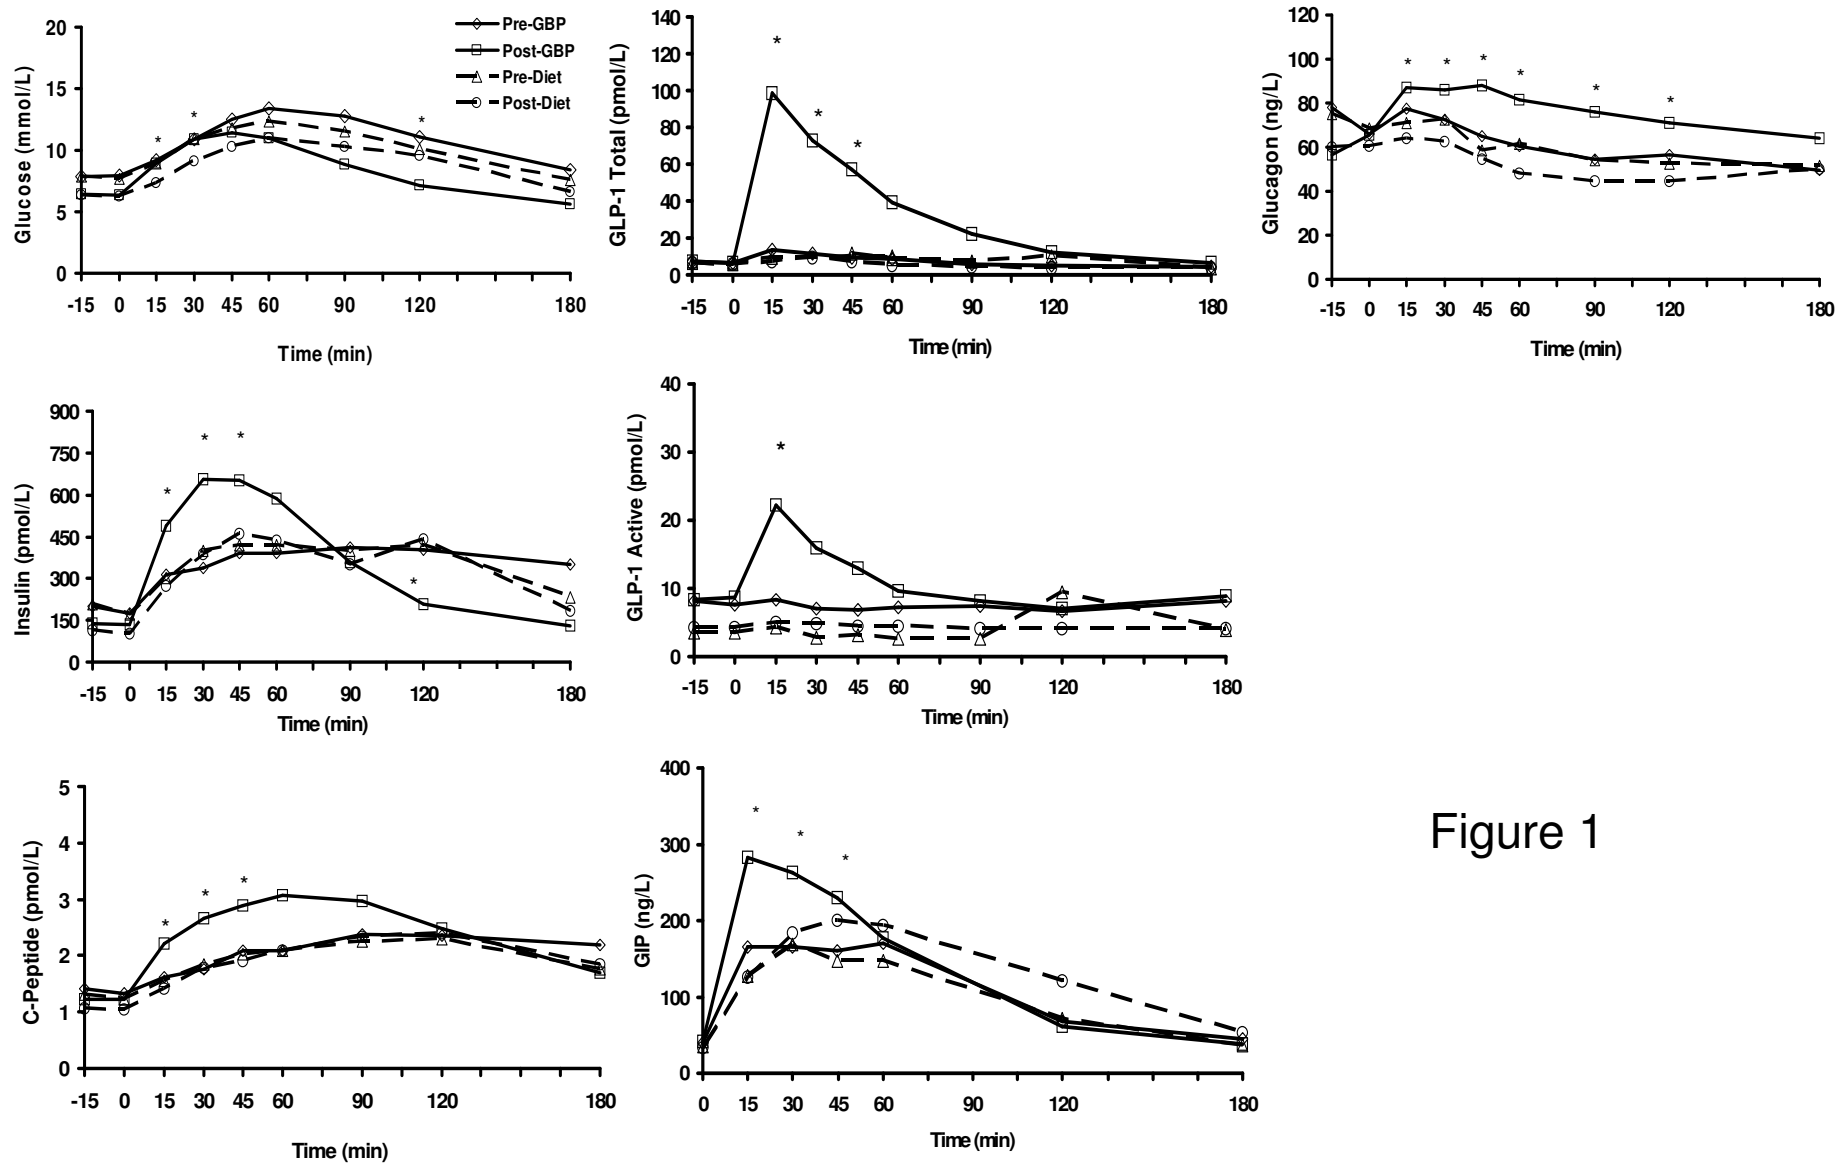 Glucose (mmol/L)
20
15
10
5
0
* * *
-15 0 15 30 45 60 90 120 180
Time (min)
Pre-GBP
Post-GBP
Pre-Diet
Post-Diet
GLP-1 Total (pmol/L)
140
120
100
80
60
40
20
0
* * *
-15 0 15 30 45 60 90 120 180
Time (min)
Glucagon (ng/L)
120
100
80
60
40
20
0
* * * * * *
-15 0 15 30 45 60 90 120 180
Time (min)
Insulin (pmol/L)
900
750
600
450
300
150
0
* * * *
-15 0 15 30 45 60 90 120 180
Time (min)
GLP-1 Active (pmol/L)
40
30
20
10
0
*
-15 0 15 30 45 60 90 120 180
Time (min)
C-Peptide (pmol/L)
5
4
3
2
1
0
* * *
-15 0 15 30 45 60 90 120 180
Time (min)
GIP (ng/L)
400
300
200
100
0
* * *
0 15 30 45 60 120 180
Time (min)
Figure 1